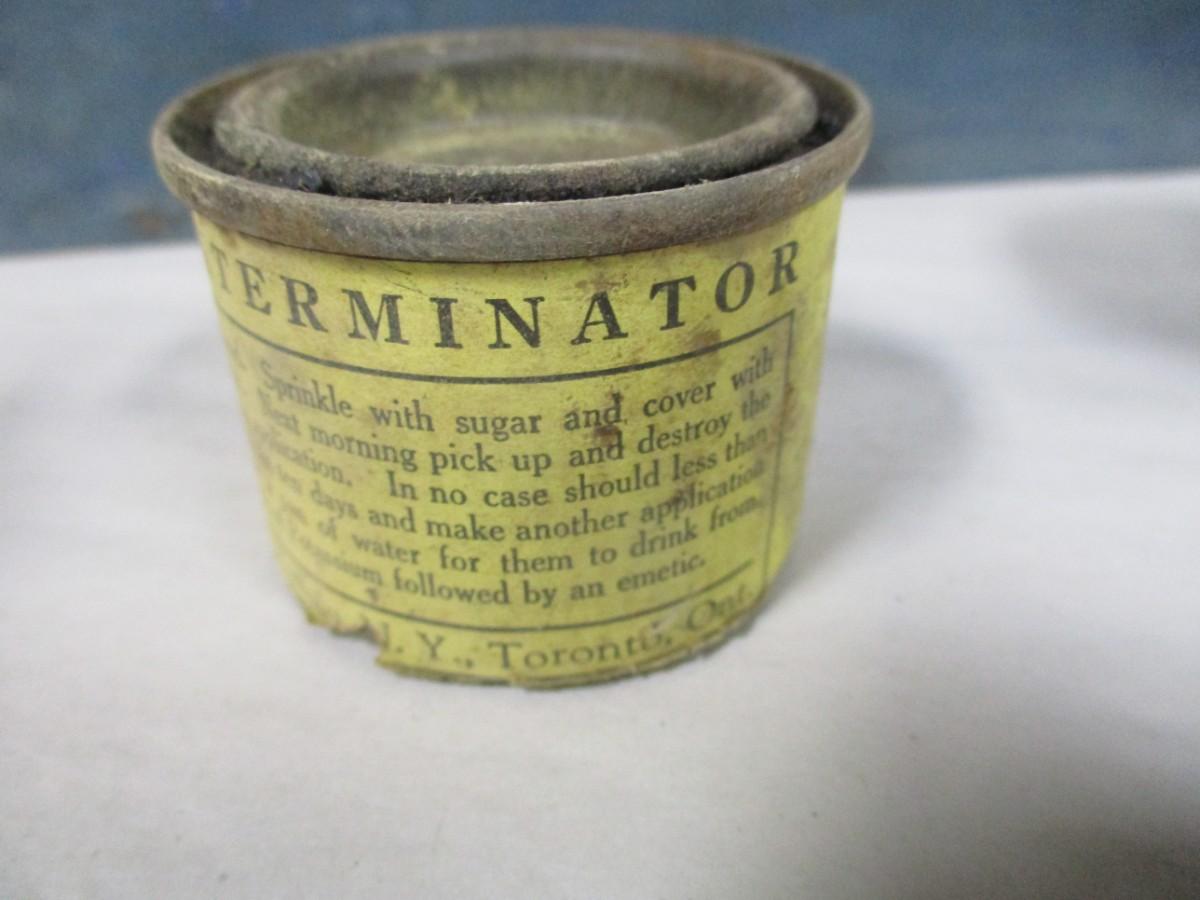 TERMINATOR
Sprinkle with sugar and cover with
Next morning pick up and destroy the
In no case should less than
ten days and make another application
of water for them to drink from,
followed by an emetic.
N. Y., Toronto, Ont.